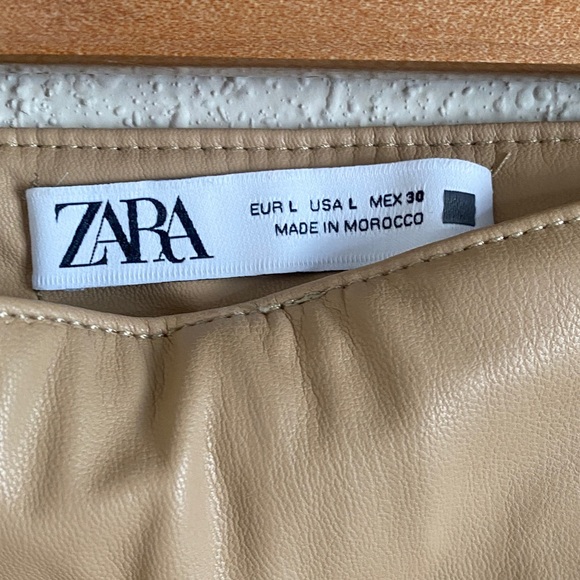 ZARA
EUR L USA L MEX 30
MADE IN MOROCCO